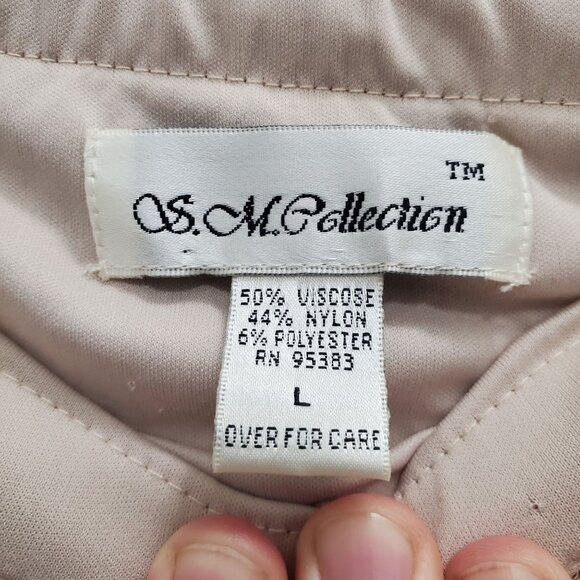 TM
S.M.Collection
50% VISCOSE
44% NYLON
6% POLYESTER
RN 95383
L
OVER FOR CARE